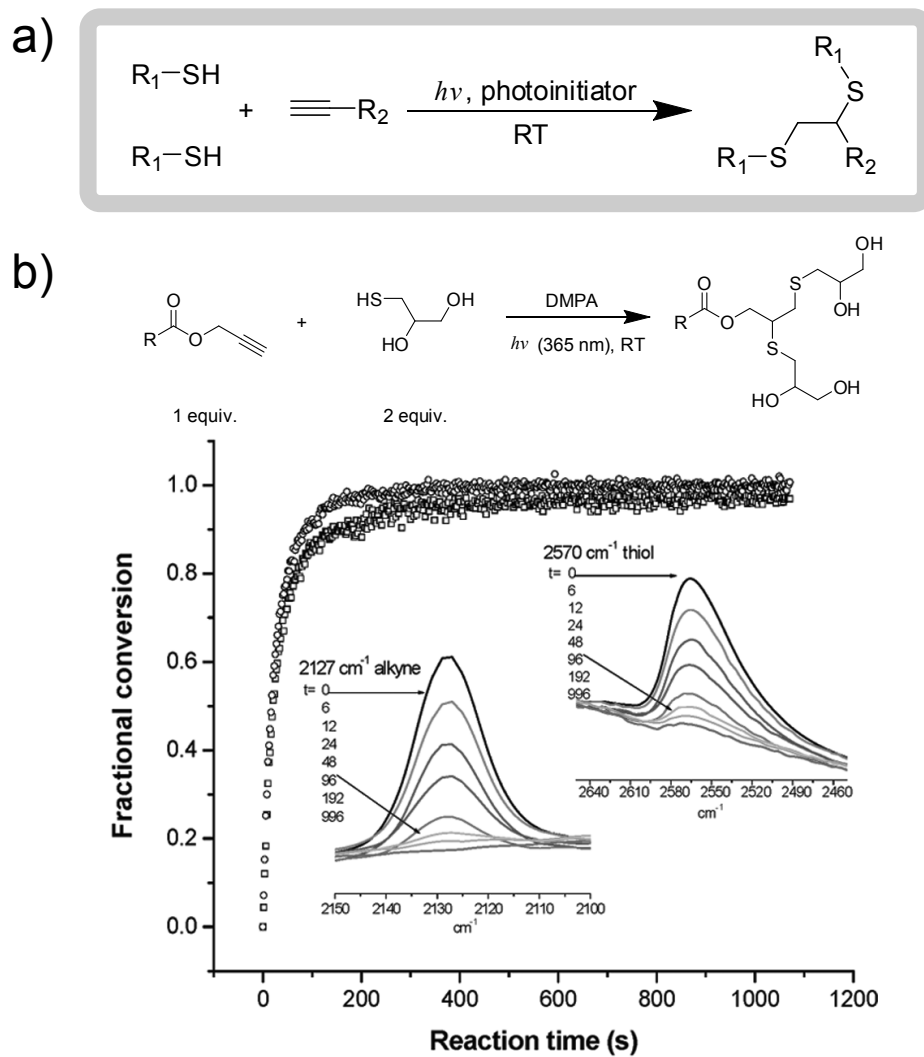 a)
R₁–SH
+
R₁–SH
≡–R₂
hν, photoinitiator
RT
R₁
S
R₁–S
R₂
b)
O
R
O
+
HS
OH
HO
DMPA
hν (365 nm), RT
OH
S
OH
O
R
O
S
HO
OH
1 equiv.
2 equiv.
Fractional conversion
1.0
0.8
0.6
0.4
0.2
0.0
2127 cm⁻¹ alkyne
t= 0
6
12
24
48
96
192
996
2150 2140 2130 2120 2110 2100
cm⁻¹
2570 cm⁻¹ thiol
t= 0
6
12
24
48
96
192
996
2640 2610 2580 2550 2520 2490 2460
cm⁻¹
0 200 400 600 800 1000 1200
Reaction time (s)